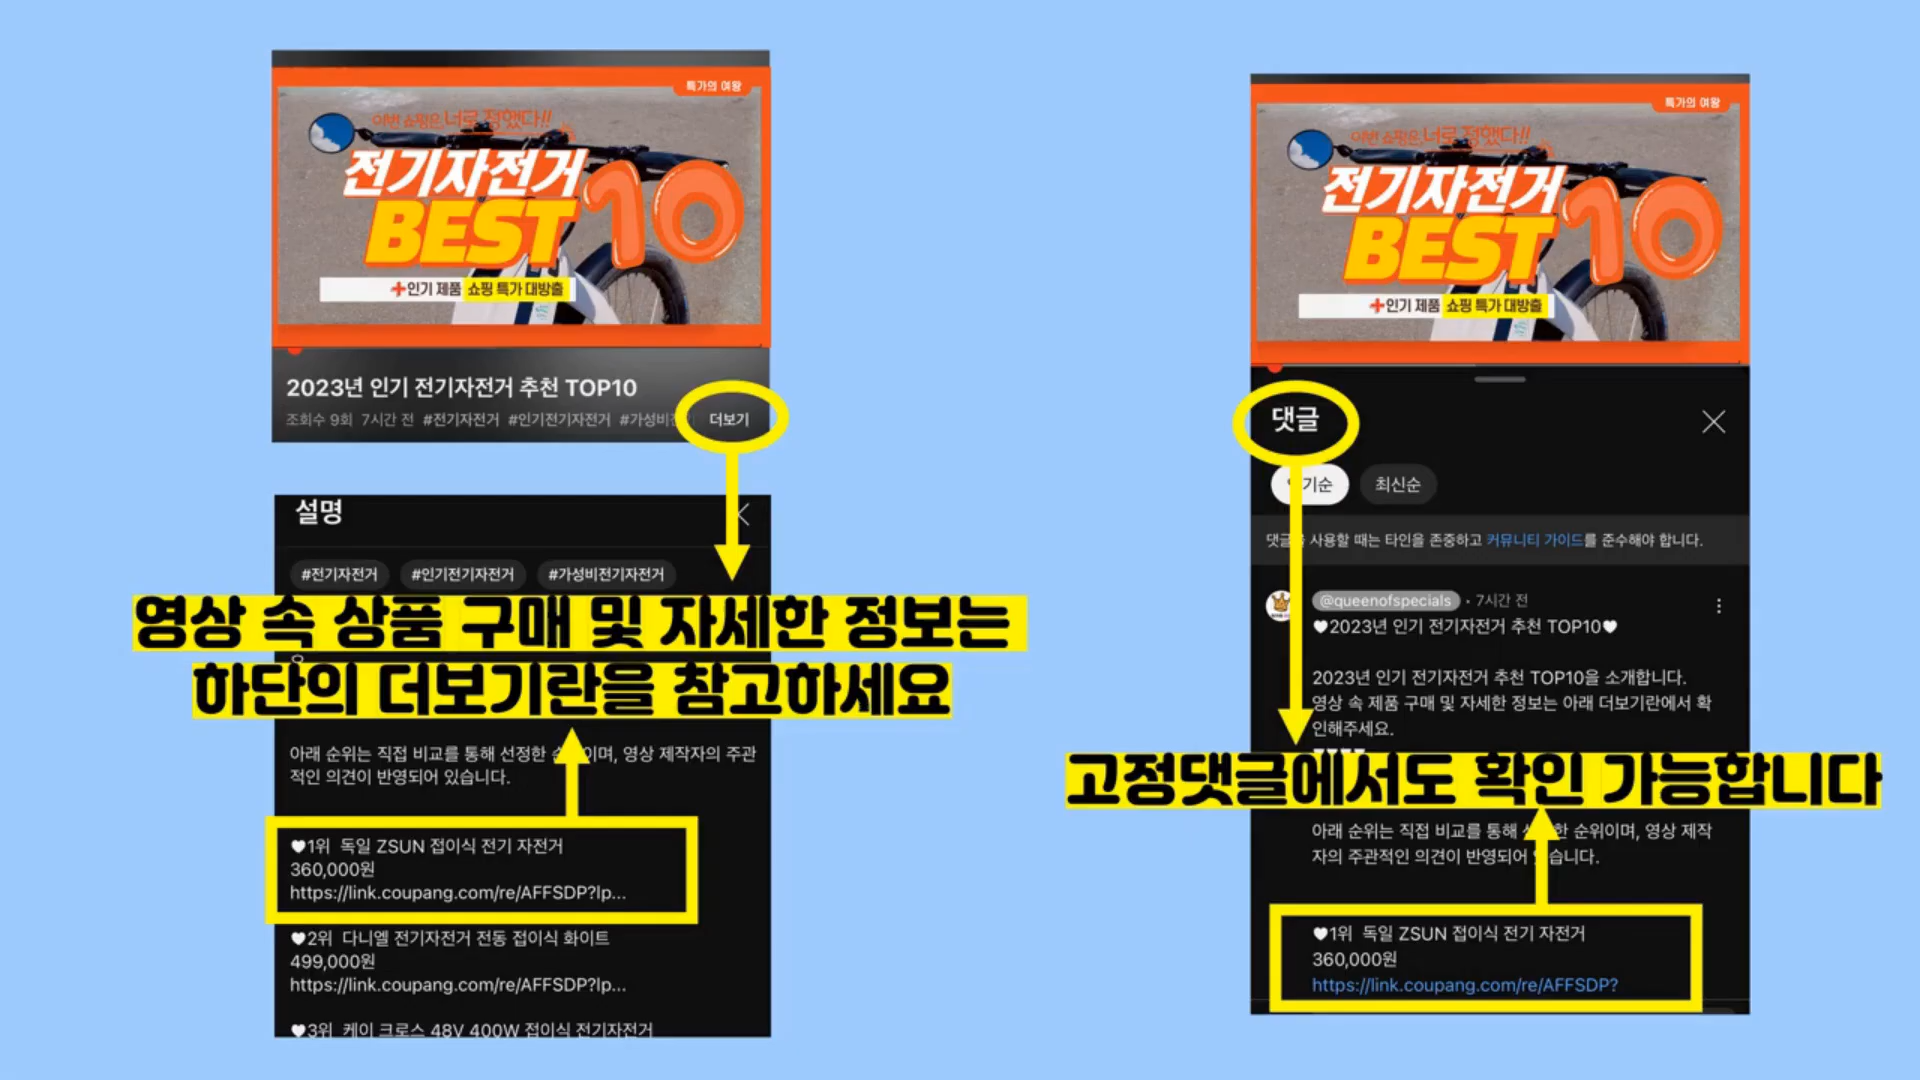 특가의 여왕
이번 쇼핑은 너로 정했다!!
전기자전거
BEST 10
+인기 제품 쇼핑 특가 대방출
2023년 인기 전기자전거 추천 TOP10
조회수 9회 7시간 전 #전기자전거 #인기전기자전거 #가성비전 더보기
설명
#전기자전거 #인기전기자전거 #가성비전기자전거
영상 속 상품 구매 및 자세한 정보는
하단의 더보기란을 참고하세요
아래 순위는 직접 비교를 통해 선정한 순위이며, 영상 제작자의 주관
적인 의견이 반영되어 있습니다.
♥1위 독일 ZSUN 접이식 전기 자전거
360,000원
https://link.coupang.com/re/AFFSDP?lp...
♥2위 다니엘 전기자전거 전동 접이식 화이트
499,000원
https://link.coupang.com/re/AFFSDP?lp...
♥3위 케이 크로스 48V 400W 접이식 전기자전거
특가의 여왕
이번 쇼핑은 너로 정했다!!
전기자전거
BEST 10
+인기 제품 쇼핑 특가 대방출
댓글
인기순 최신순
댓글을 사용할 때는 타인을 존중하고 커뮤니티 가이드를 준수해야 합니다.
@queenofspecials · 7시간 전
♥2023년 인기 전기자전거 추천 TOP10♥
2023년 인기 전기자전거 추천 TOP10을 소개합니다.
영상 속 제품 구매 및 자세한 정보는 아래 더보기란에서 확
인해주세요.
고정댓글에서도 확인 가능합니다
아래 순위는 직접 비교를 통해 선정한 순위이며, 영상 제작
자의 주관적인 의견이 반영되어 있습니다.
♥1위 독일 ZSUN 접이식 전기 자전거
360,000원
https://link.coupang.com/re/AFFSDP?